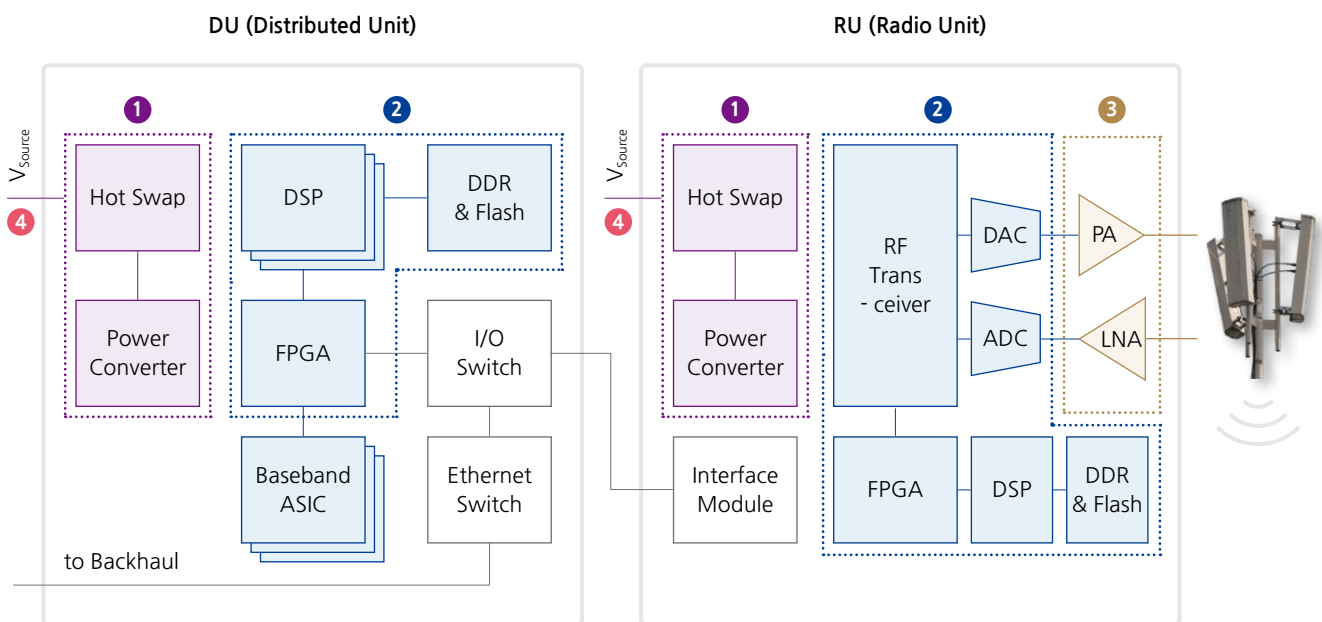 DU (Distributed Unit)
1
2
V Source
4
Hot Swap
Power
Converter
DSP
DDR
& Flash
FPGA
I/O
Switch
Baseband
ASIC
Ethernet
Switch
to Backhaul
RU (Radio Unit)
1
2
3
V Source
4
Hot Swap
Power
Converter
Interface
Module
RF
Trans
- ceiver
DAC
ADC
PA
LNA
FPGA
DSP
DDR
& Flash